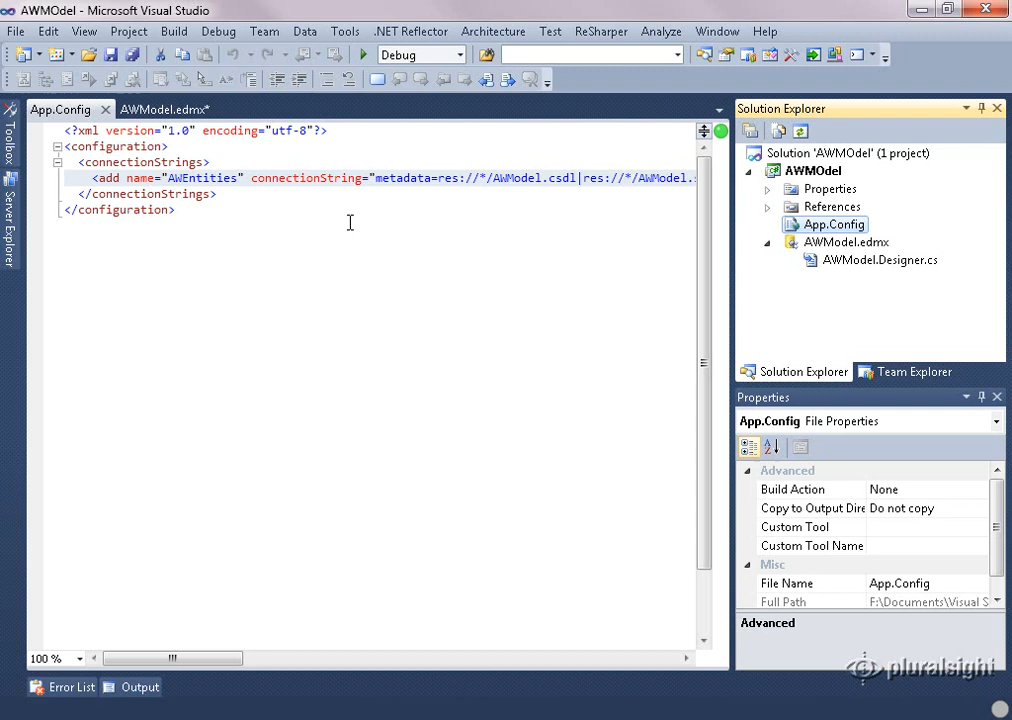 AWMOdel - Microsoft Visual Studio
File Edit View Project Build Debug Team Data Tools .NET Reflector Architecture Test ReSharper Analyze Window Help
Debug
App.Config AWModel.edmx*
Toolbox
Server Explorer
<?xml version="1.0" encoding="utf-8"?>
<configuration>
<connectionStrings>
<add name="AWEntities" connectionString="metadata=res://*/AWModel.csdl|res://*/AWModel.s
</connectionStrings>
</configuration>
100 %
Solution Explorer
Solution 'AWMOdel' (1 project)
AWMOdel
Properties
References
App.Config
AWModel.edmx
AWModel.Designer.cs
Solution Explorer Team Explorer
Properties
App.Config File Properties
Advanced
Build Action None
Copy to Output Dire Do not copy
Custom Tool
Custom Tool Name
Misc
File Name App.Config
Full Path F:\Documents\Visual S
Advanced
Error List Output
pluralsight